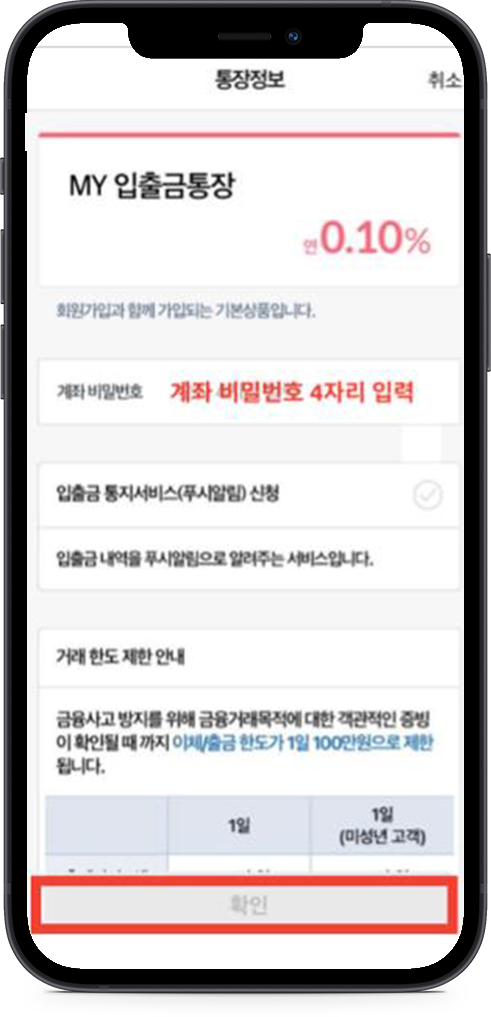 통장정보
취소
MY 입출금통장
연0.10%
회원가입과 함께 가입되는 기본상품입니다.
계좌 비밀번호 계좌 비밀번호 4자리 입력
입출금 통지서비스(푸시알림) 신청
입출금 내역을 푸시알림으로 알려주는 서비스입니다.
거래 한도 제한 안내
금융사고 방지를 위해 금융거래목적에 대한 객관적인 증빙
이 확인될 때 까지 이체/출금 한도가 1일 100만원으로 제한
됩니다.
1일
1일
(미성년 고객)
확인